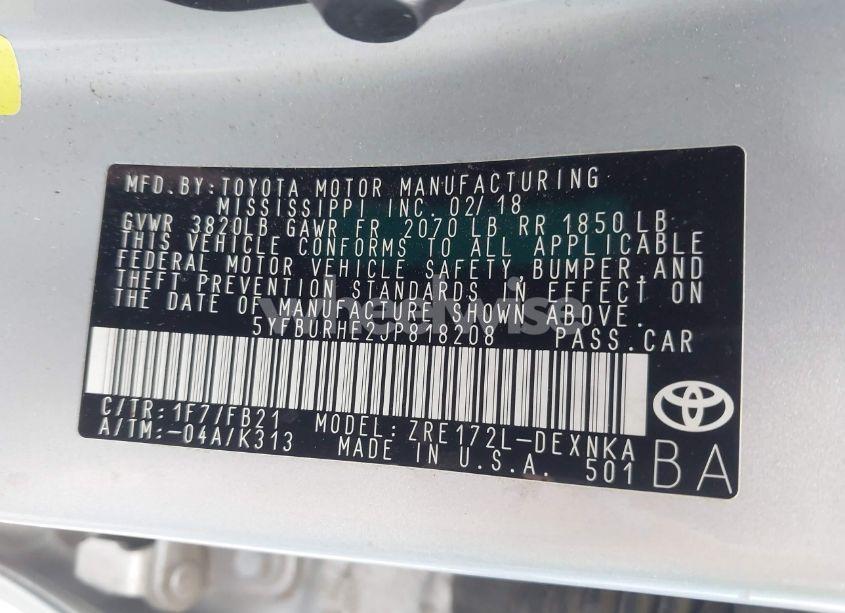 MFD. BY: TOYOTA MOTOR MANUFACTURING
MISSISSIPPI INC. 02/18
GVWR 3820LB GAWR FR 2070 LB RR 1850 LB
THIS VEHICLE CONFORMS TO ALL APPLICABLE
FEDERAL MOTOR VEHICLE SAFETY, BUMPER, AND
THEFT PREVENTION STANDARDS IN EFFECT ON
THE DATE OF MANUFACTURE SHOWN ABOVE.
5YFBURHE2JP818208 PASS. CAR
C/TR: 1F7/FB21 MODEL: ZRE172L-DEXNKA
A/TM: -04A/K313 MADE IN U.S.A. 501
BA